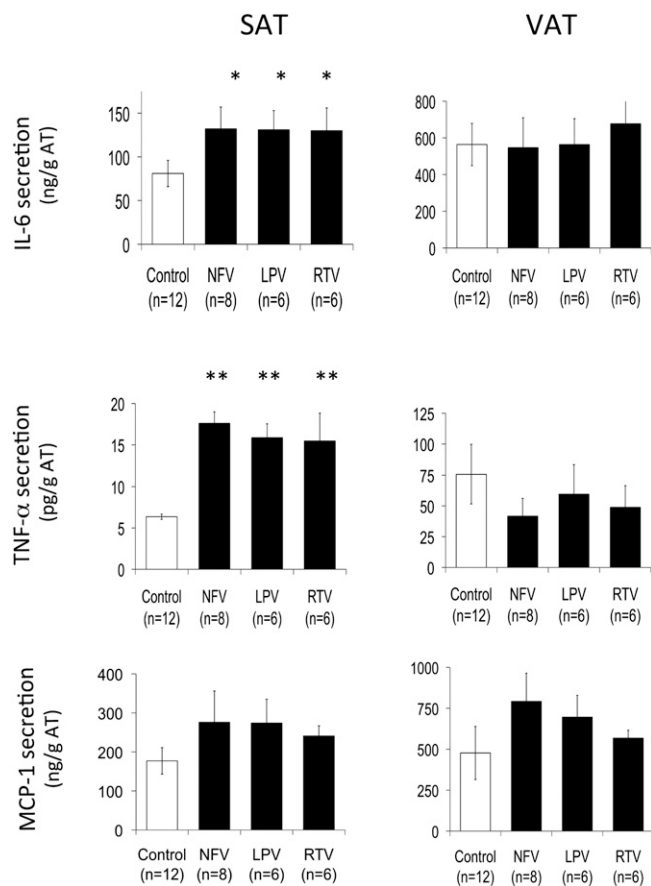 SAT
VAT
IL-6 secretion
(ng/g AT)
* * *
150
100
50
0
Control NFV LPV RTV
(n=12) (n=8) (n=6) (n=6)
800
600
400
200
0
Control NFV LPV RTV
(n=12) (n=8) (n=6) (n=6)
TNF-α secretion
(pg/g AT)
** ** **
20
15
10
5
0
Control NFV LPV RTV
(n=12) (n=8) (n=6) (n=6)
125
100
75
50
25
0
Control NFV LPV RTV
(n=12) (n=8) (n=6) (n=6)
MCP-1 secretion
(ng/g AT)
400
300
200
100
0
Control NFV LPV RTV
(n=12) (n=8) (n=6) (n=6)
1000
750
500
250
0
Control NFV LPV RTV
(n=12) (n=8) (n=6) (n=6)